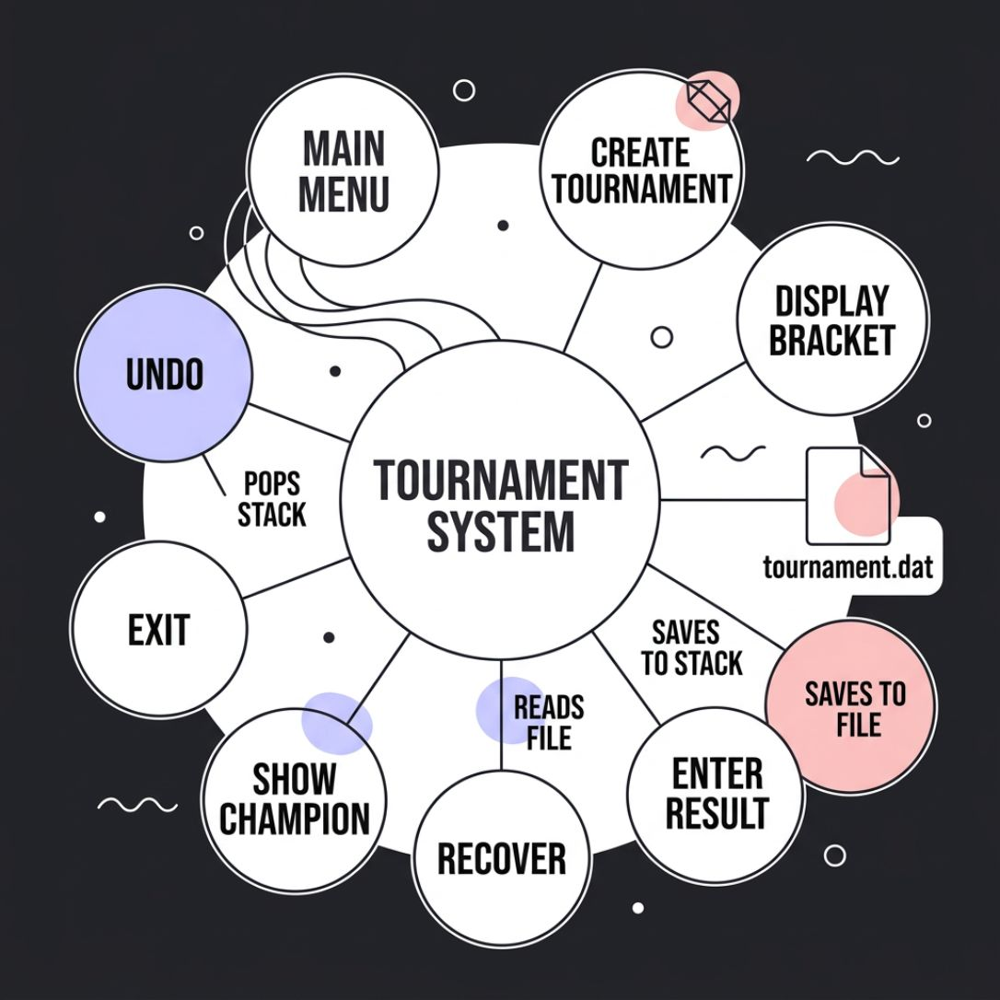 MAIN
MENU
CREATE
TOURNAMENT
DISPLAY
BRACKET
UNDO
POPS
STACK
TOURNAMENT
SYSTEM
tournament.dat
EXIT
SAVES
TO STACK
SAVES TO
FILE
READS
FILE
SHOW
CHAMPION
RECOVER
ENTER
RESULT